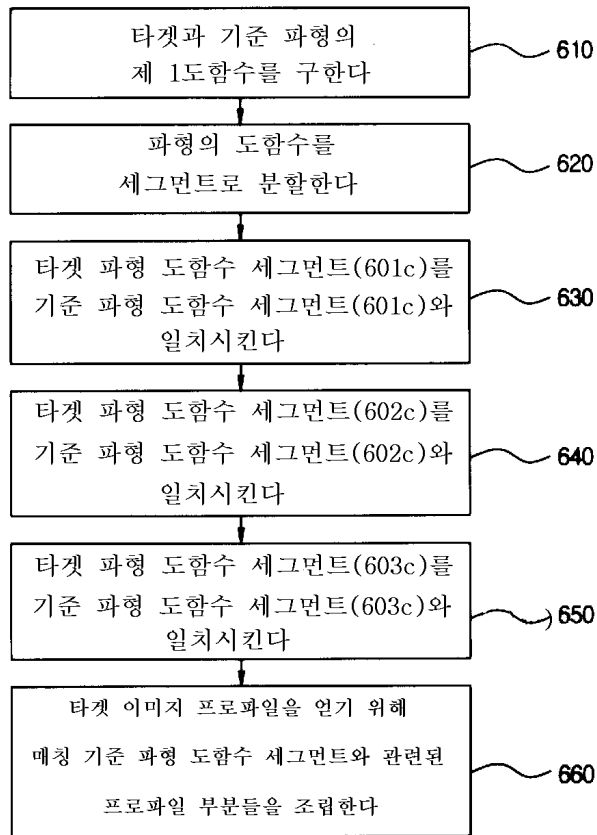 타겟과 기준 파형의
제 1도함수를 구한다
610
파형의 도함수를
세그먼트로 분할한다
620
타겟 파형 도함수 세그먼트(601c)를
기준 파형 도함수 세그먼트(601c)와
일치시킨다
630
타겟 파형 도함수 세그먼트(602c)를
기준 파형 도함수 세그먼트(602c)와
일치시킨다
640
타겟 파형 도함수 세그먼트(603c)를
기준 파형 도함수 세그먼트(603c)와
일치시킨다
650
타겟 이미지 프로파일을 얻기 위해
매칭 기준 파형 도함수 세그먼트와 관련된
프로파일 부분들을 조립한다
660